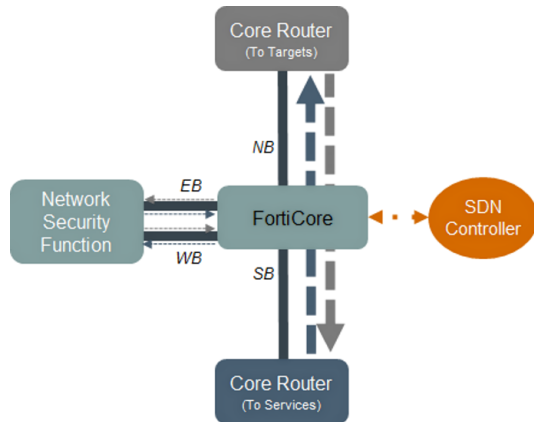 Core Router
(To Targets)
NB
EB
Network
Security
Function
FortiCore
SDN
Controller
WB
SB
Core Router
(To Services)